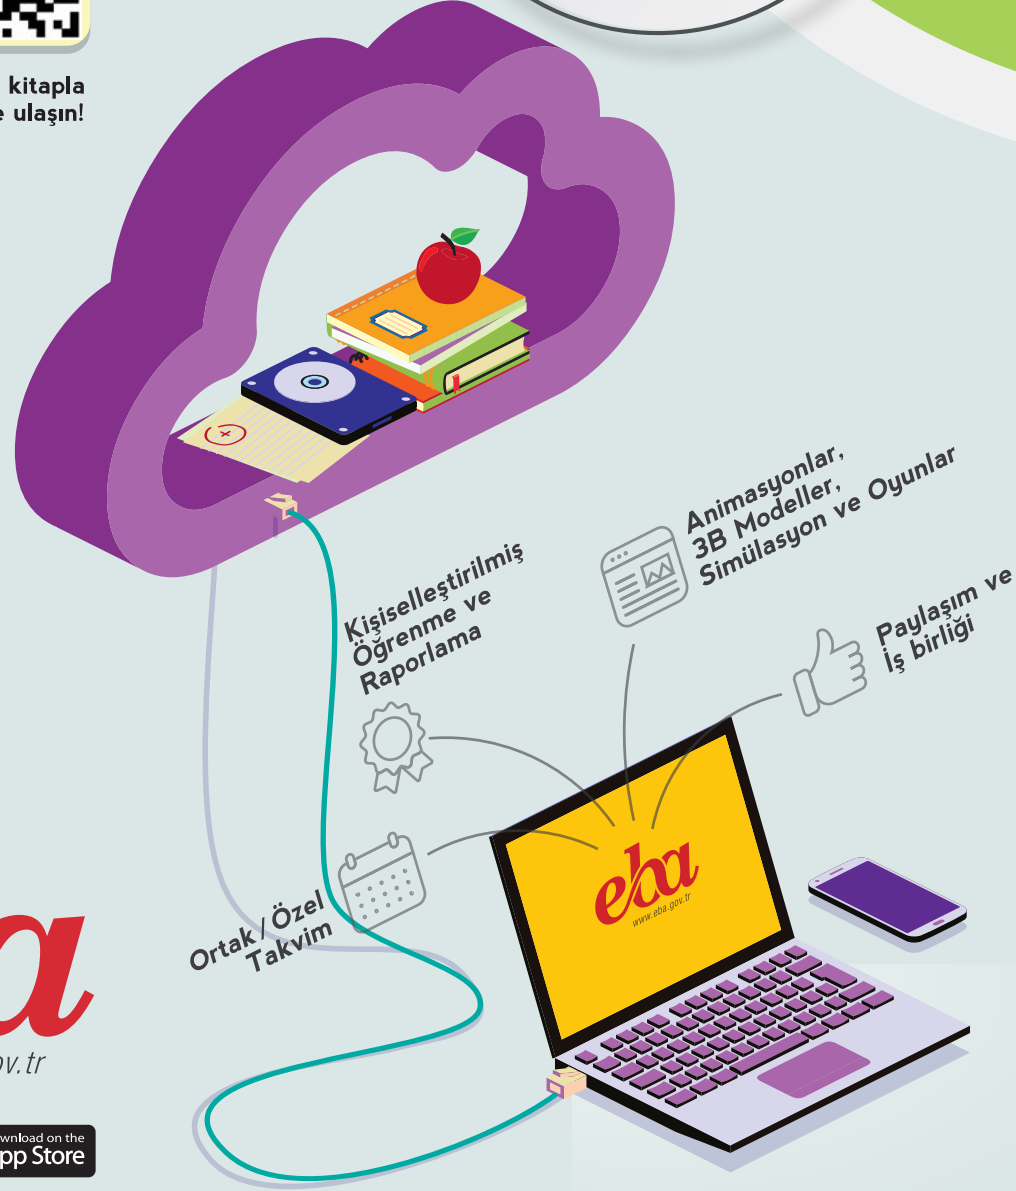 kitapla
ulaşın!
Animasyonlar,
3B Modeller,
Simülasyon ve Oyunlar
Kişiselleştirilmiş
Öğrenme ve
Raporlama
Paylaşım ve
İş birliği
eba
www.eba.gov.tr
Ortak / Özel
Takvim
a
ov.tr
wnload on the
pp Store